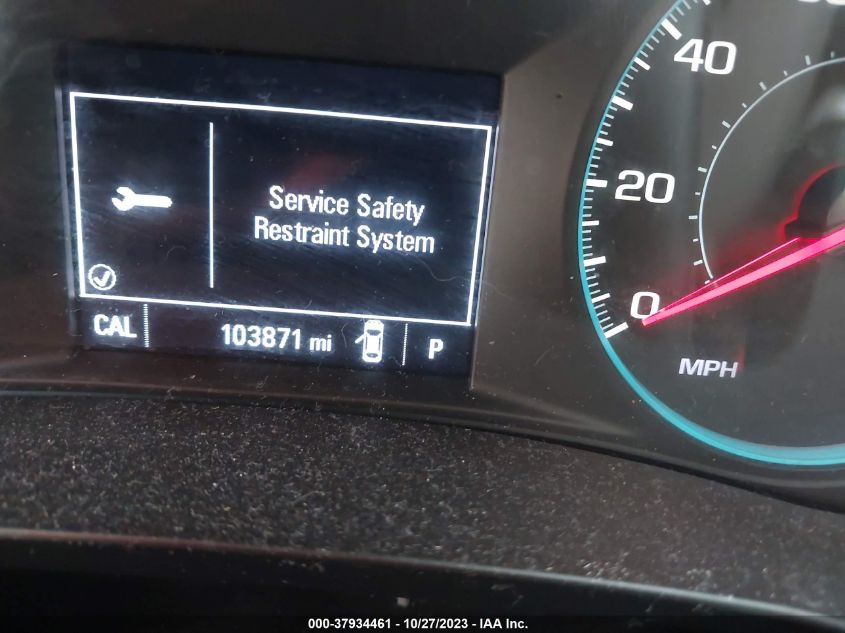 40
20
0
MPH
Service Safety
Restraint System
CAL 103871 mi P
000-37934461 - 10/27/2023 - IAA Inc.